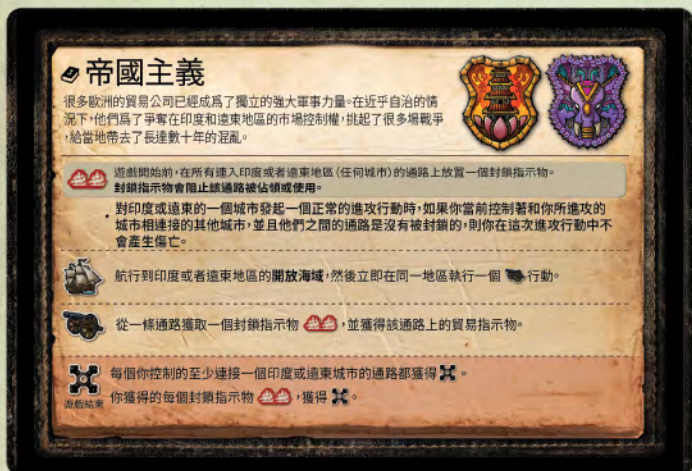 帝國主義
很多歐洲的貿易公司已經成爲了獨立的強大軍事力量。在近乎自治的情
況下，他們爲了爭奪在印度和遠東地區的市場控制權，挑起了很多場戰爭
，給當地帶去了長達數十年的混亂。
遊戲開始前，在所有連入印度或者遠東地區（任何城市）的通路上放置一個封鎖指示物。
封鎖指示物會阻止該通路被佔領或使用。
・對印度或遠東的一個城市發起一個正常的進攻行動時，如果你當前控制著和你所進攻的
城市相連接的其他城市，並且他們之間的通路是沒有被封鎖的，則你在這次進攻行動中不
會產生傷亡。
航行到印度或者遠東地區的開放海域，然後立即在同一地區執行一個 行動。
從一條通路獲取一個封鎖指示物 ，並獲得該通路上的貿易指示物。
每個你控制的至少連接一個印度或遠東城市的通路都獲得 。
遊戲結束
你獲得的每個封鎖指示物 ，獲得 。